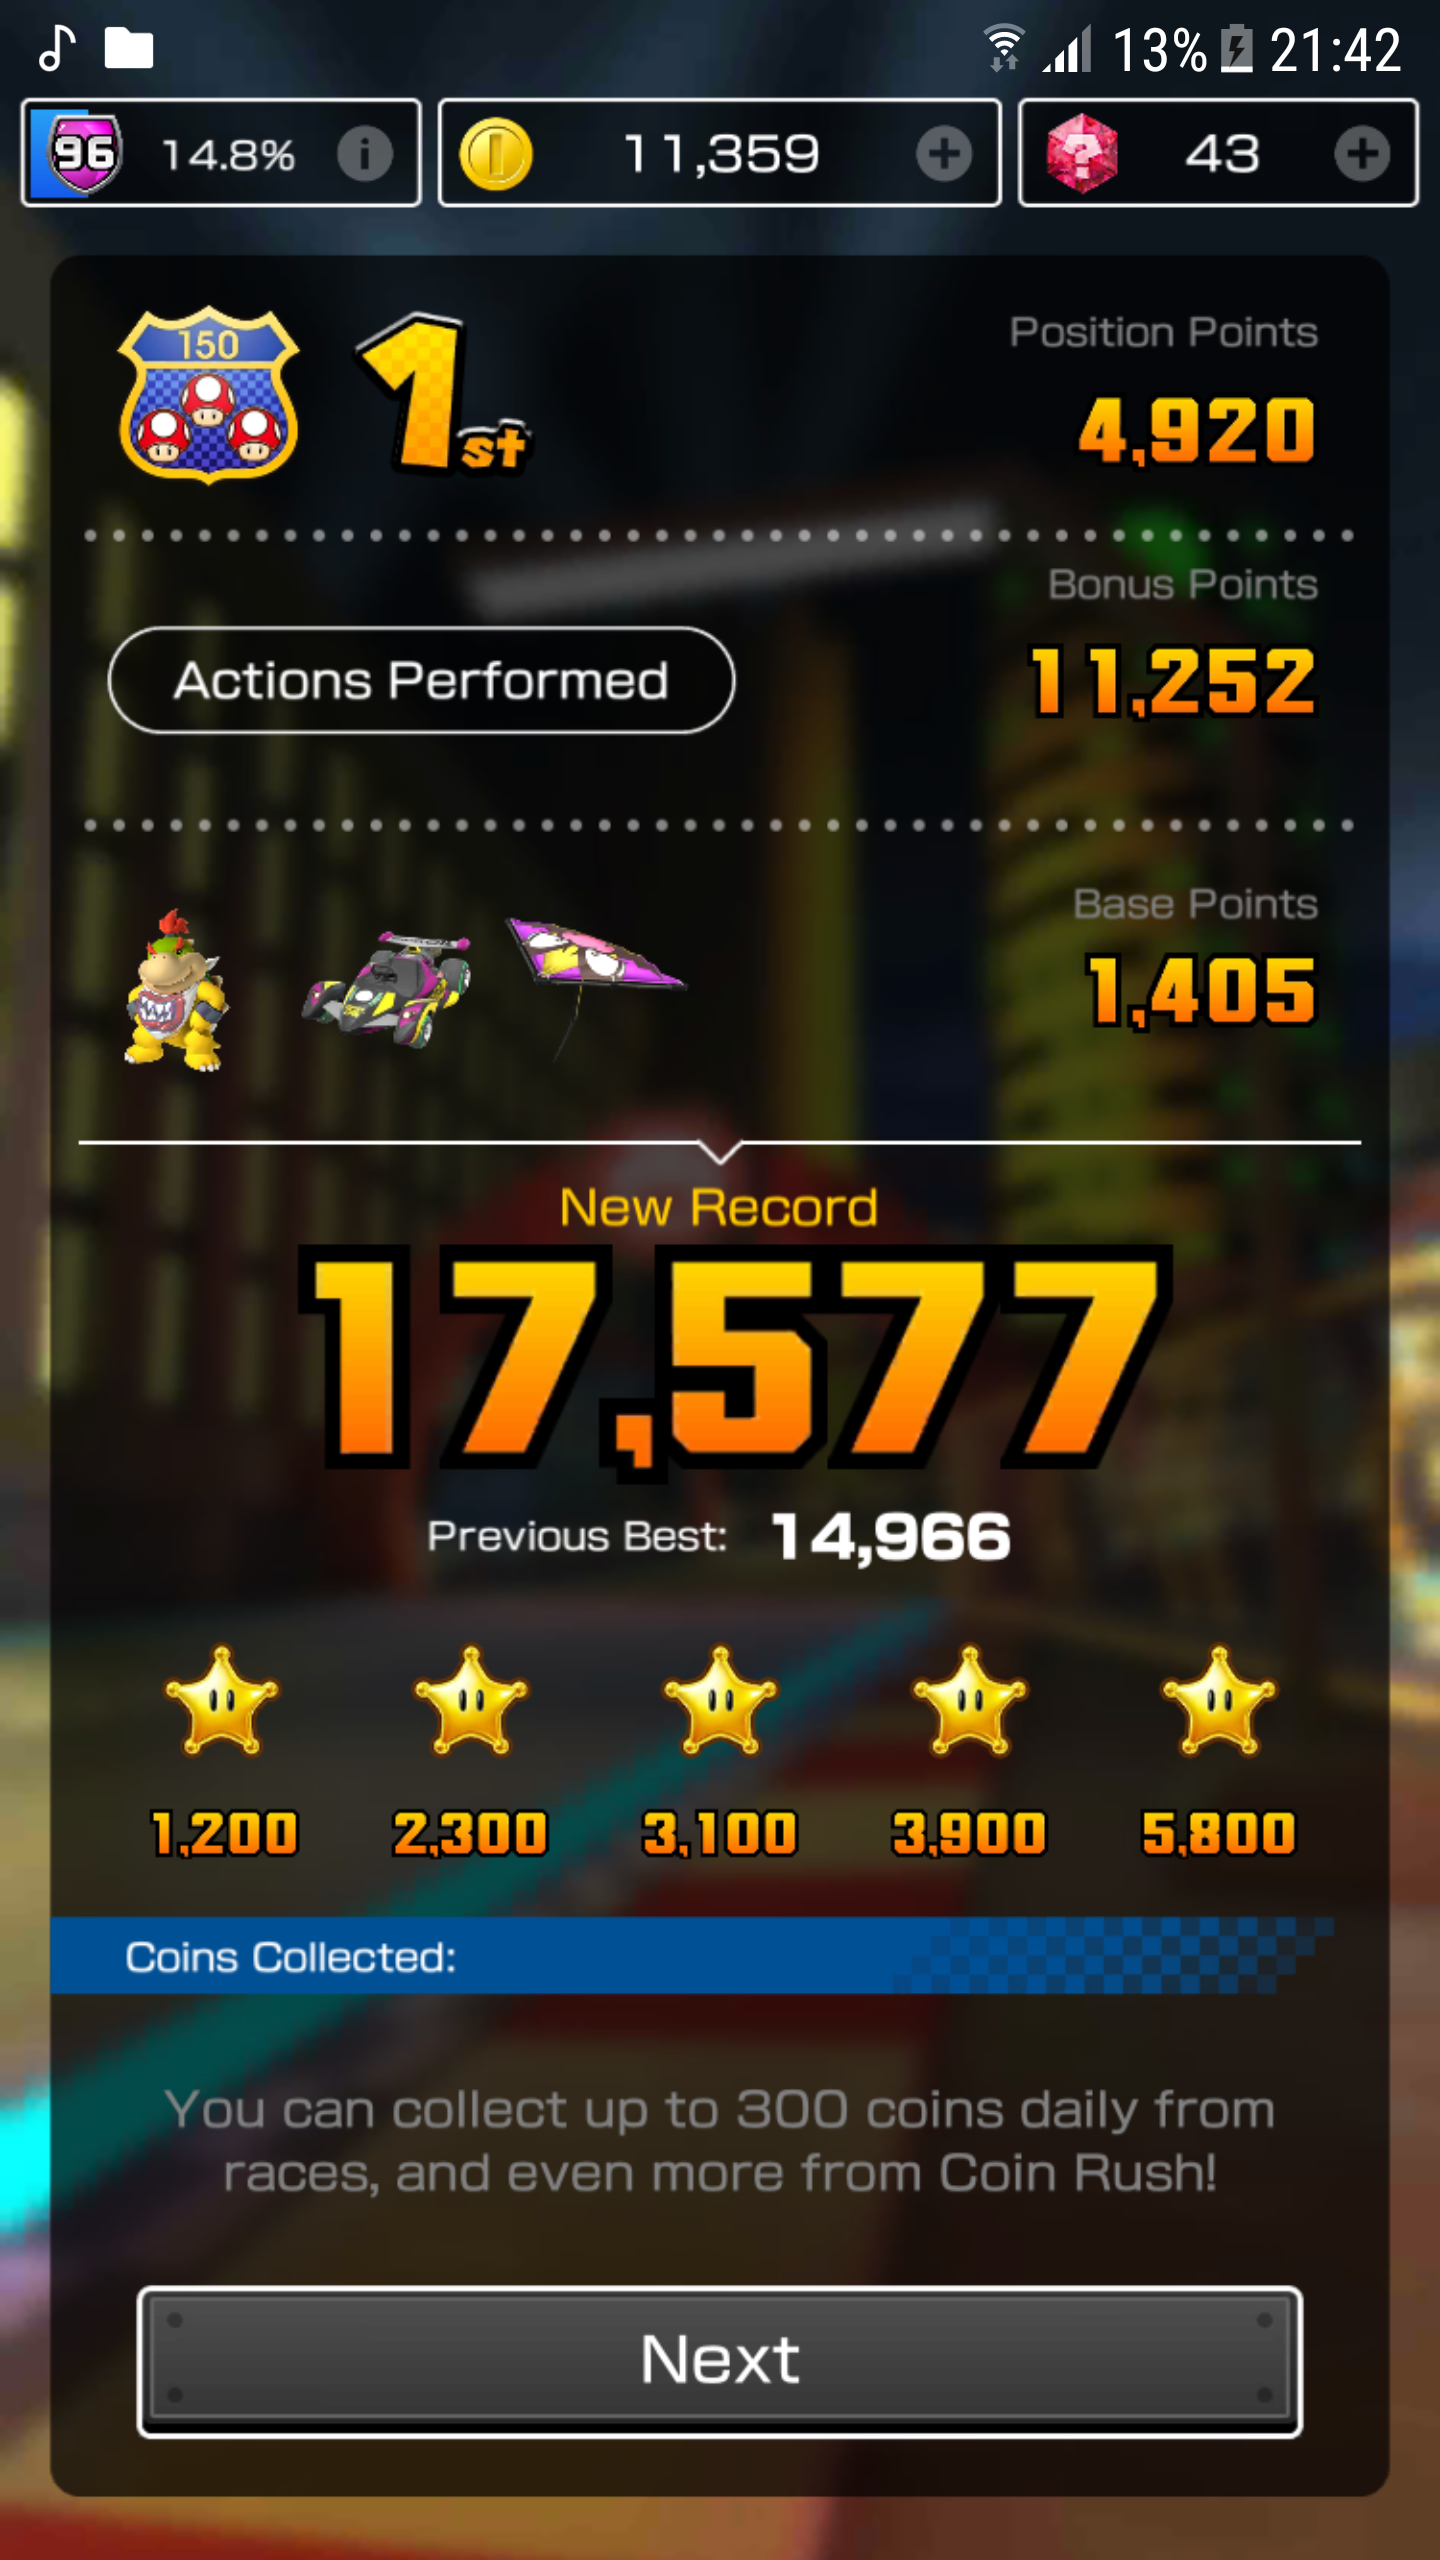 13% 21:42
96 14.8% i 11,359 + 43 +
150
1st
Position Points
4,920
Bonus Points
Actions Performed
11,252
Base Points
1,405
New Record
17,577
Previous Best: 14,966
1,200 2,300 3,100 3,900 5,800
Coins Collected:
You can collect up to 300 coins daily from
races, and even more from Coin Rush!
Next